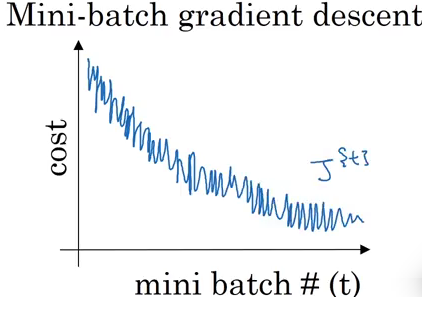 Mini-batch gradient descent
cost
J^{t}
mini batch # (t)